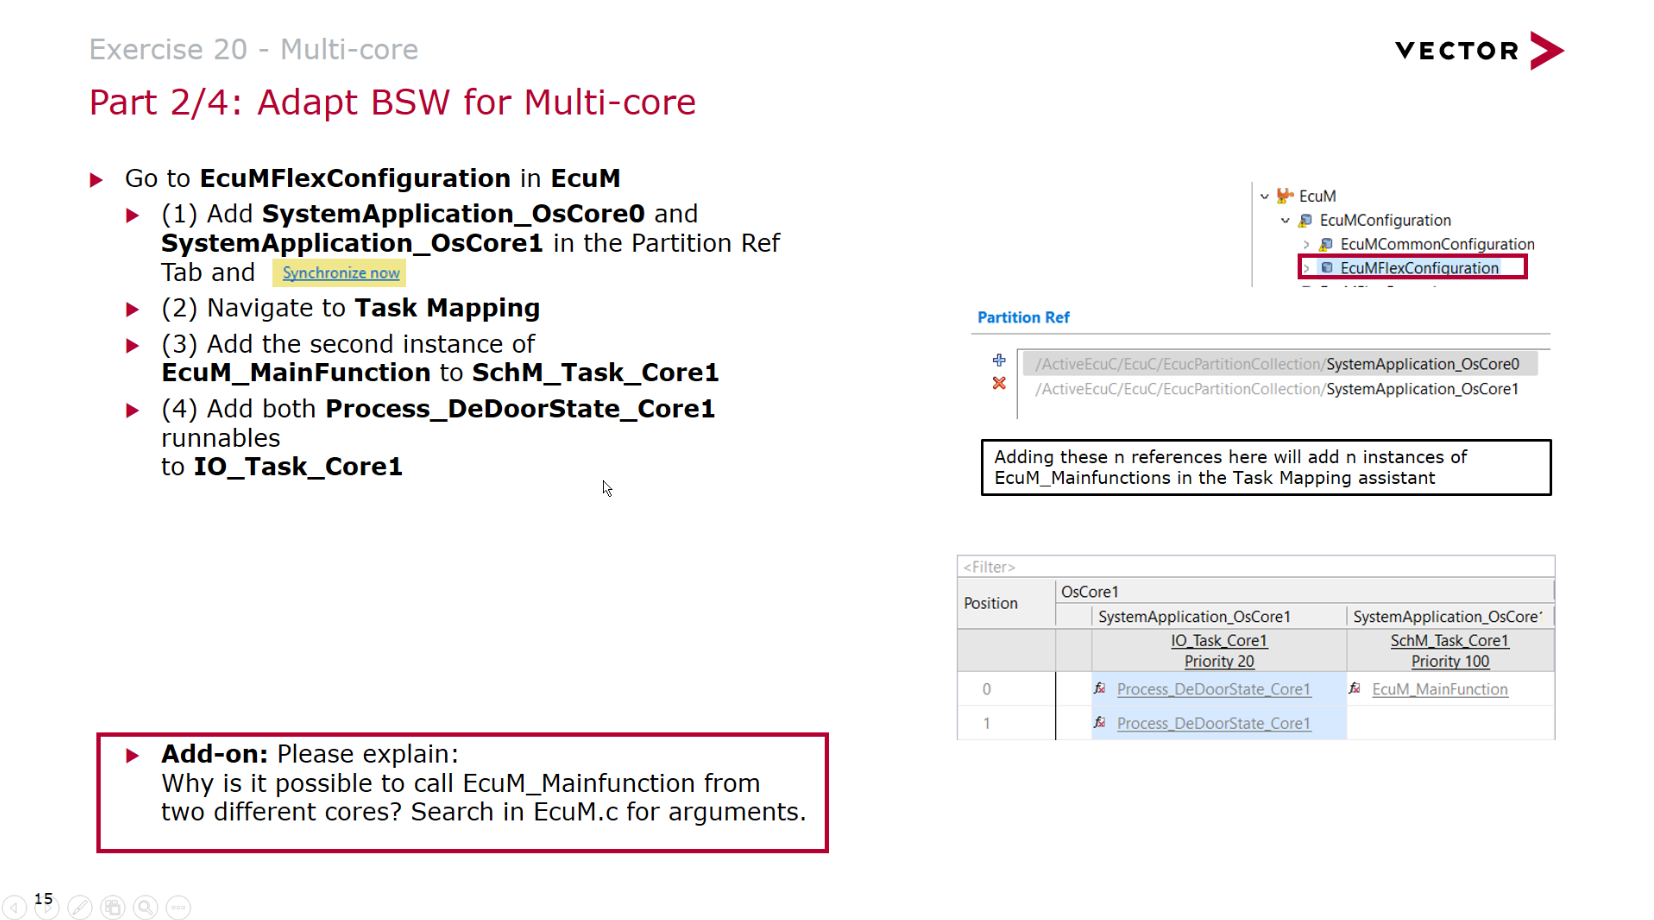 Exercise 20 - Multi-core
VECTOR
Part 2/4: Adapt BSW for Multi-core
Go to EcuMFlexConfiguration in EcuM
(1) Add SystemApplication_OsCore0 and
SystemApplication_OsCore1 in the Partition Ref
Tab and Synchronize now
(2) Navigate to Task Mapping
(3) Add the second instance of
EcuM_MainFunction to SchM_Task_Core1
(4) Add both Process_DeDoorState_Core1
runnables
to IO_Task_Core1
EcuM
EcuMConfiguration
EcuMCommonConfiguration
EcuMFlexConfiguration
Partition Ref
/ActiveEcuC/EcuC/EcucPartitionCollection/SystemApplication_OsCore0
/ActiveEcuC/EcuC/EcucPartitionCollection/SystemApplication_OsCore1
Adding these n references here will add n instances of
EcuM_Mainfunctions in the Task Mapping assistant
<Filter>
Position
OsCore1
SystemApplication_OsCore1 SystemApplication_OsCore1
IO_Task_Core1 SchM_Task_Core1
Priority 20 Priority 100
0 Process_DeDoorState_Core1 EcuM_MainFunction
1 Process_DeDoorState_Core1
Add-on: Please explain:
Why is it possible to call EcuM_Mainfunction from
two different cores? Search in EcuM.c for arguments.
15